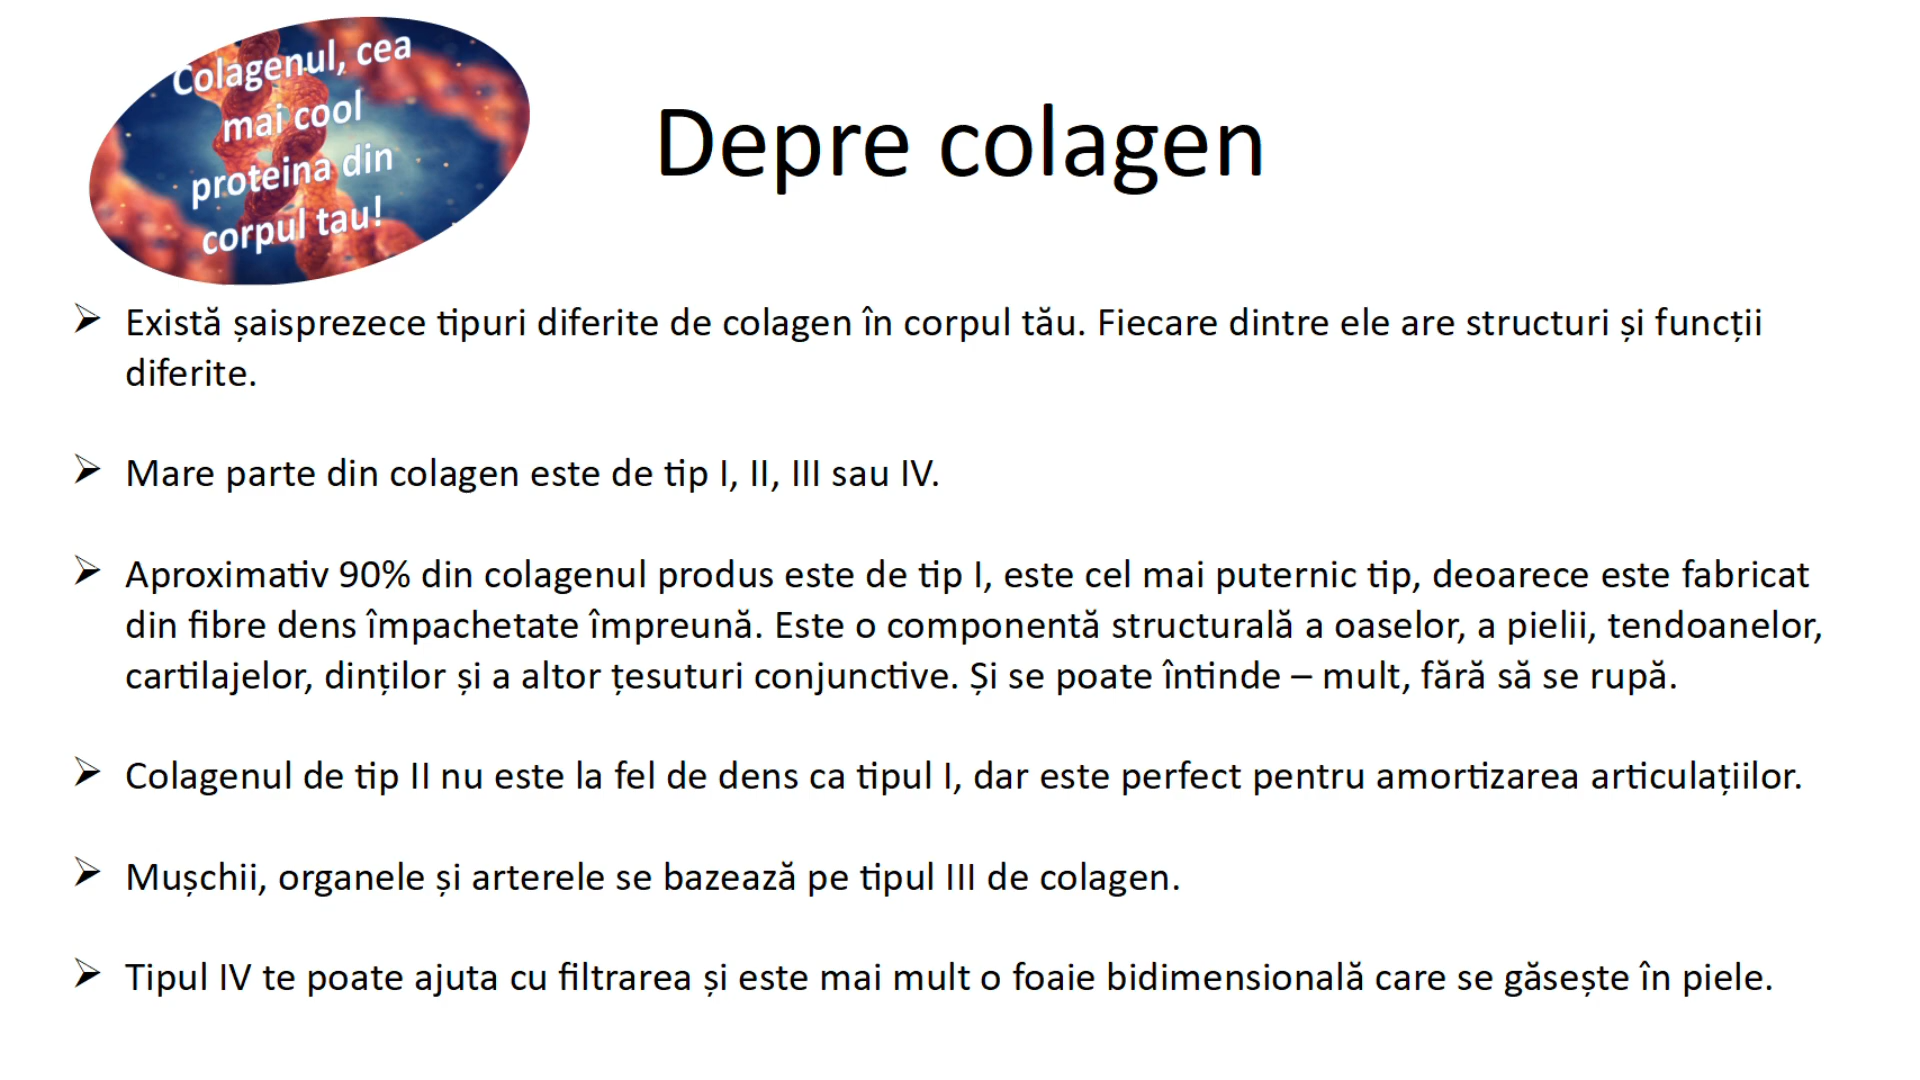 Colagenul, cea
mai cool
proteina din
corpul tau!
Depre colagen
➢ Există șaisprezece tipuri diferite de colagen în corpul tău. Fiecare dintre ele are structuri și funcții
diferite.
➢ Mare parte din colagen este de tip I, II, III sau IV.
➢ Aproximativ 90% din colagenul produs este de tip I, este cel mai puternic tip, deoarece este fabricat
din fibre dens împachetate împreună. Este o componentă structurală a oaselor, a pielii, tendoanelor,
cartilajelor, dinților și a altor țesuturi conjunctive. Și se poate întinde – mult, fără să se rupă.
➢ Colagenul de tip II nu este la fel de dens ca tipul I, dar este perfect pentru amortizarea articulațiilor.
➢ Mușchii, organele și arterele se bazează pe tipul III de colagen.
➢ Tipul IV te poate ajuta cu filtrarea și este mai mult o foaie bidimensională care se găsește în piele.